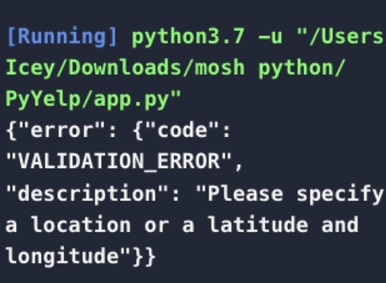 [Running] python3.7 -u "/Users
Icey/Downloads/mosh python/
PyYelp/app.py"
{"error": {"code":
"VALIDATION_ERROR",
"description": "Please specify
a location or a latitude and
longitude"}}